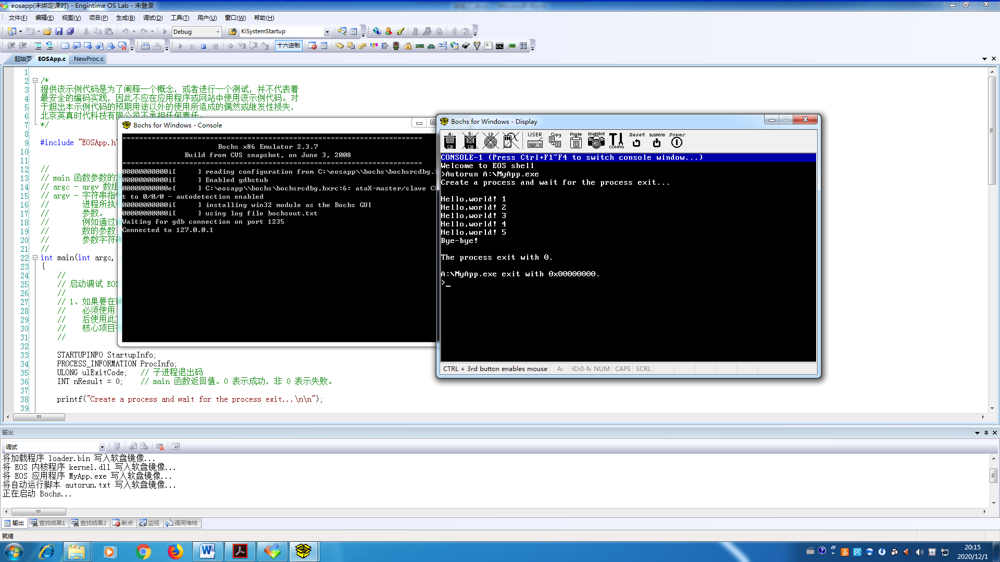 eosapp(未绑定课时) - Engintime OS Lab - 未登录
文件(F) 编辑(E) 视图(V) 项目(P) 生成(B) 调试(D) 工具(T) 用户(U) 窗口(W) 帮助(H)
Debug KiSystemStartup
十六进制
起始页 EOSApp.c NewProc.c
1
2 /*
3 提供该示例代码是为了阐释一个概念，或者进行一个测试，并不代表着
4 最安全的编码实践，因此不应在应用程序或网站中使用该示例代码。对
5 于超出本示例代码的预期用途以外的使用所造成的偶然或继发性损失，
6 北京英真时代科技有限公司不承担任何责任。
7 */
8
9 #include "EOSApp.h"
10
11
12 //
13 // main 函数参数的
14 // argc - argv 数组
15 // argv - 字符串指
16 // 进程所执
17 // 参数。
18 // 例如通过
19 // 数的参数
20 // 参数字符
21 //
22 int main(int argc,
23 {
24 //
25 // 启动调试 EOS
26 //
27 // 1、如果要在
28 // 必须使用
29 // 后使用此
30 // 核心项目
31 //
32
33 STARTUPINFO StartupInfo;
34 PROCESS_INFORMATION ProcInfo;
35 ULONG ulExitCode; // 子进程退出码
36 INT nResult = 0; // main 函数返回值。0 表示成功，非 0 表示失败。
37
38 printf("Create a process and wait for the process exit...\n\n");
39
Bochs for Windows - Console
========================================================================
Bochs x86 Emulator 2.3.7
Build from CVS snapshot, on June 3, 2008
========================================================================
00000000000i[ ] reading configuration from C:\eosapp\\bochs\bochsrcdbg.
00000000000i[ ] Enabled gdbstub
00000000000e[ ] C:\eosapp\\bochs\bochsrcdbg.bxrc:6: ataX-master/slave CH
t to 0/0/0 - autodetection enabled
00000000000i[ ] installing win32 module as the Bochs GUI
00000000000i[ ] using log file bochsout.txt
Waiting for gdb connection on port 1235
Connected to 127.0.0.1
Bochs for Windows - Display
A: B: CD USER Copy Paste snapshot CONFIG Reset SUSPEND Power
CONSOLE-1 (Press Ctrl+F1~F4 to switch console window...)
Welcome to EOS shell
>Autorun A:\MyApp.exe
Create a process and wait for the process exit...
Hello,world! 1
Hello,world! 2
Hello,world! 3
Hello,world! 4
Hello,world! 5
Bye-bye!
The process exit with 0.
A:\MyApp.exe exit with 0x00000000.
>_
CTRL + 3rd button enables mouse A: HD:0-M NUM CAPS SCRL
输出
调试
将加载程序 loader.bin 写入软盘镜像...
将 EOS 内核程序 kernel.dll 写入软盘镜像...
将 EOS 应用程序 MyApp.exe 写入软盘镜像...
将自动运行脚本 autorun.txt 写入软盘镜像...
正在启动 Bochs...
输出 查找结果1 查找结果2 断点 监视 调用堆栈
就绪
20:15
2020/12/1